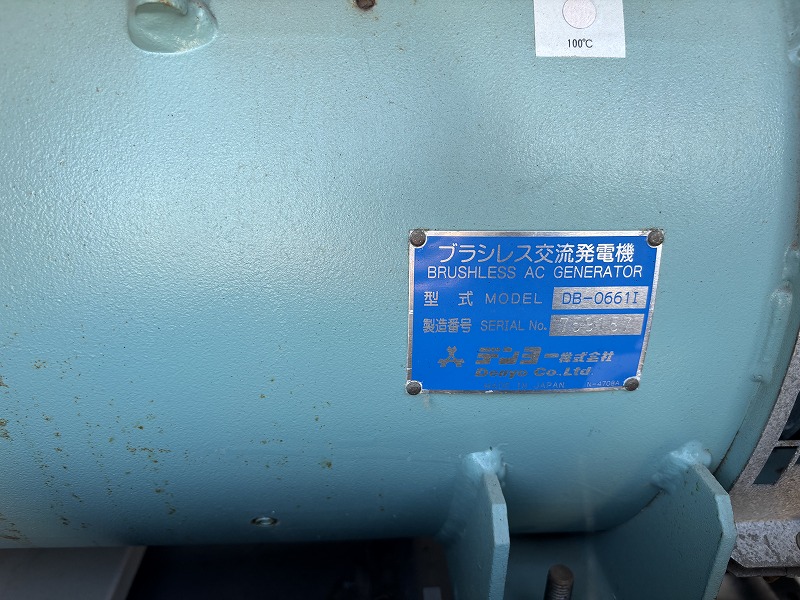 100℃
ブラシレス交流発電機
BRUSHLESS AC GENERATOR
型式 MODEL DB-0661I
製造番号 SERIAL No.
デンヨー株式会社
Denyo Co.,Ltd.
MADE IN JAPAN N-4708A